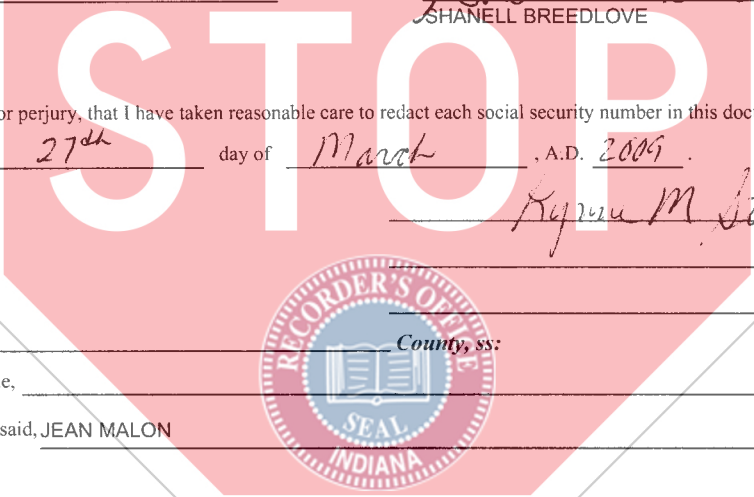 SHANELL BREEDLOVE
STOP
or perjury, that I have taken reasonable care to redact each social security number in this doc
27th day of March , A.D. 2009 .
M
County, ss:
e,
said, JEAN MALON
RECORDER'S OFFICE
SEAL
INDIANA